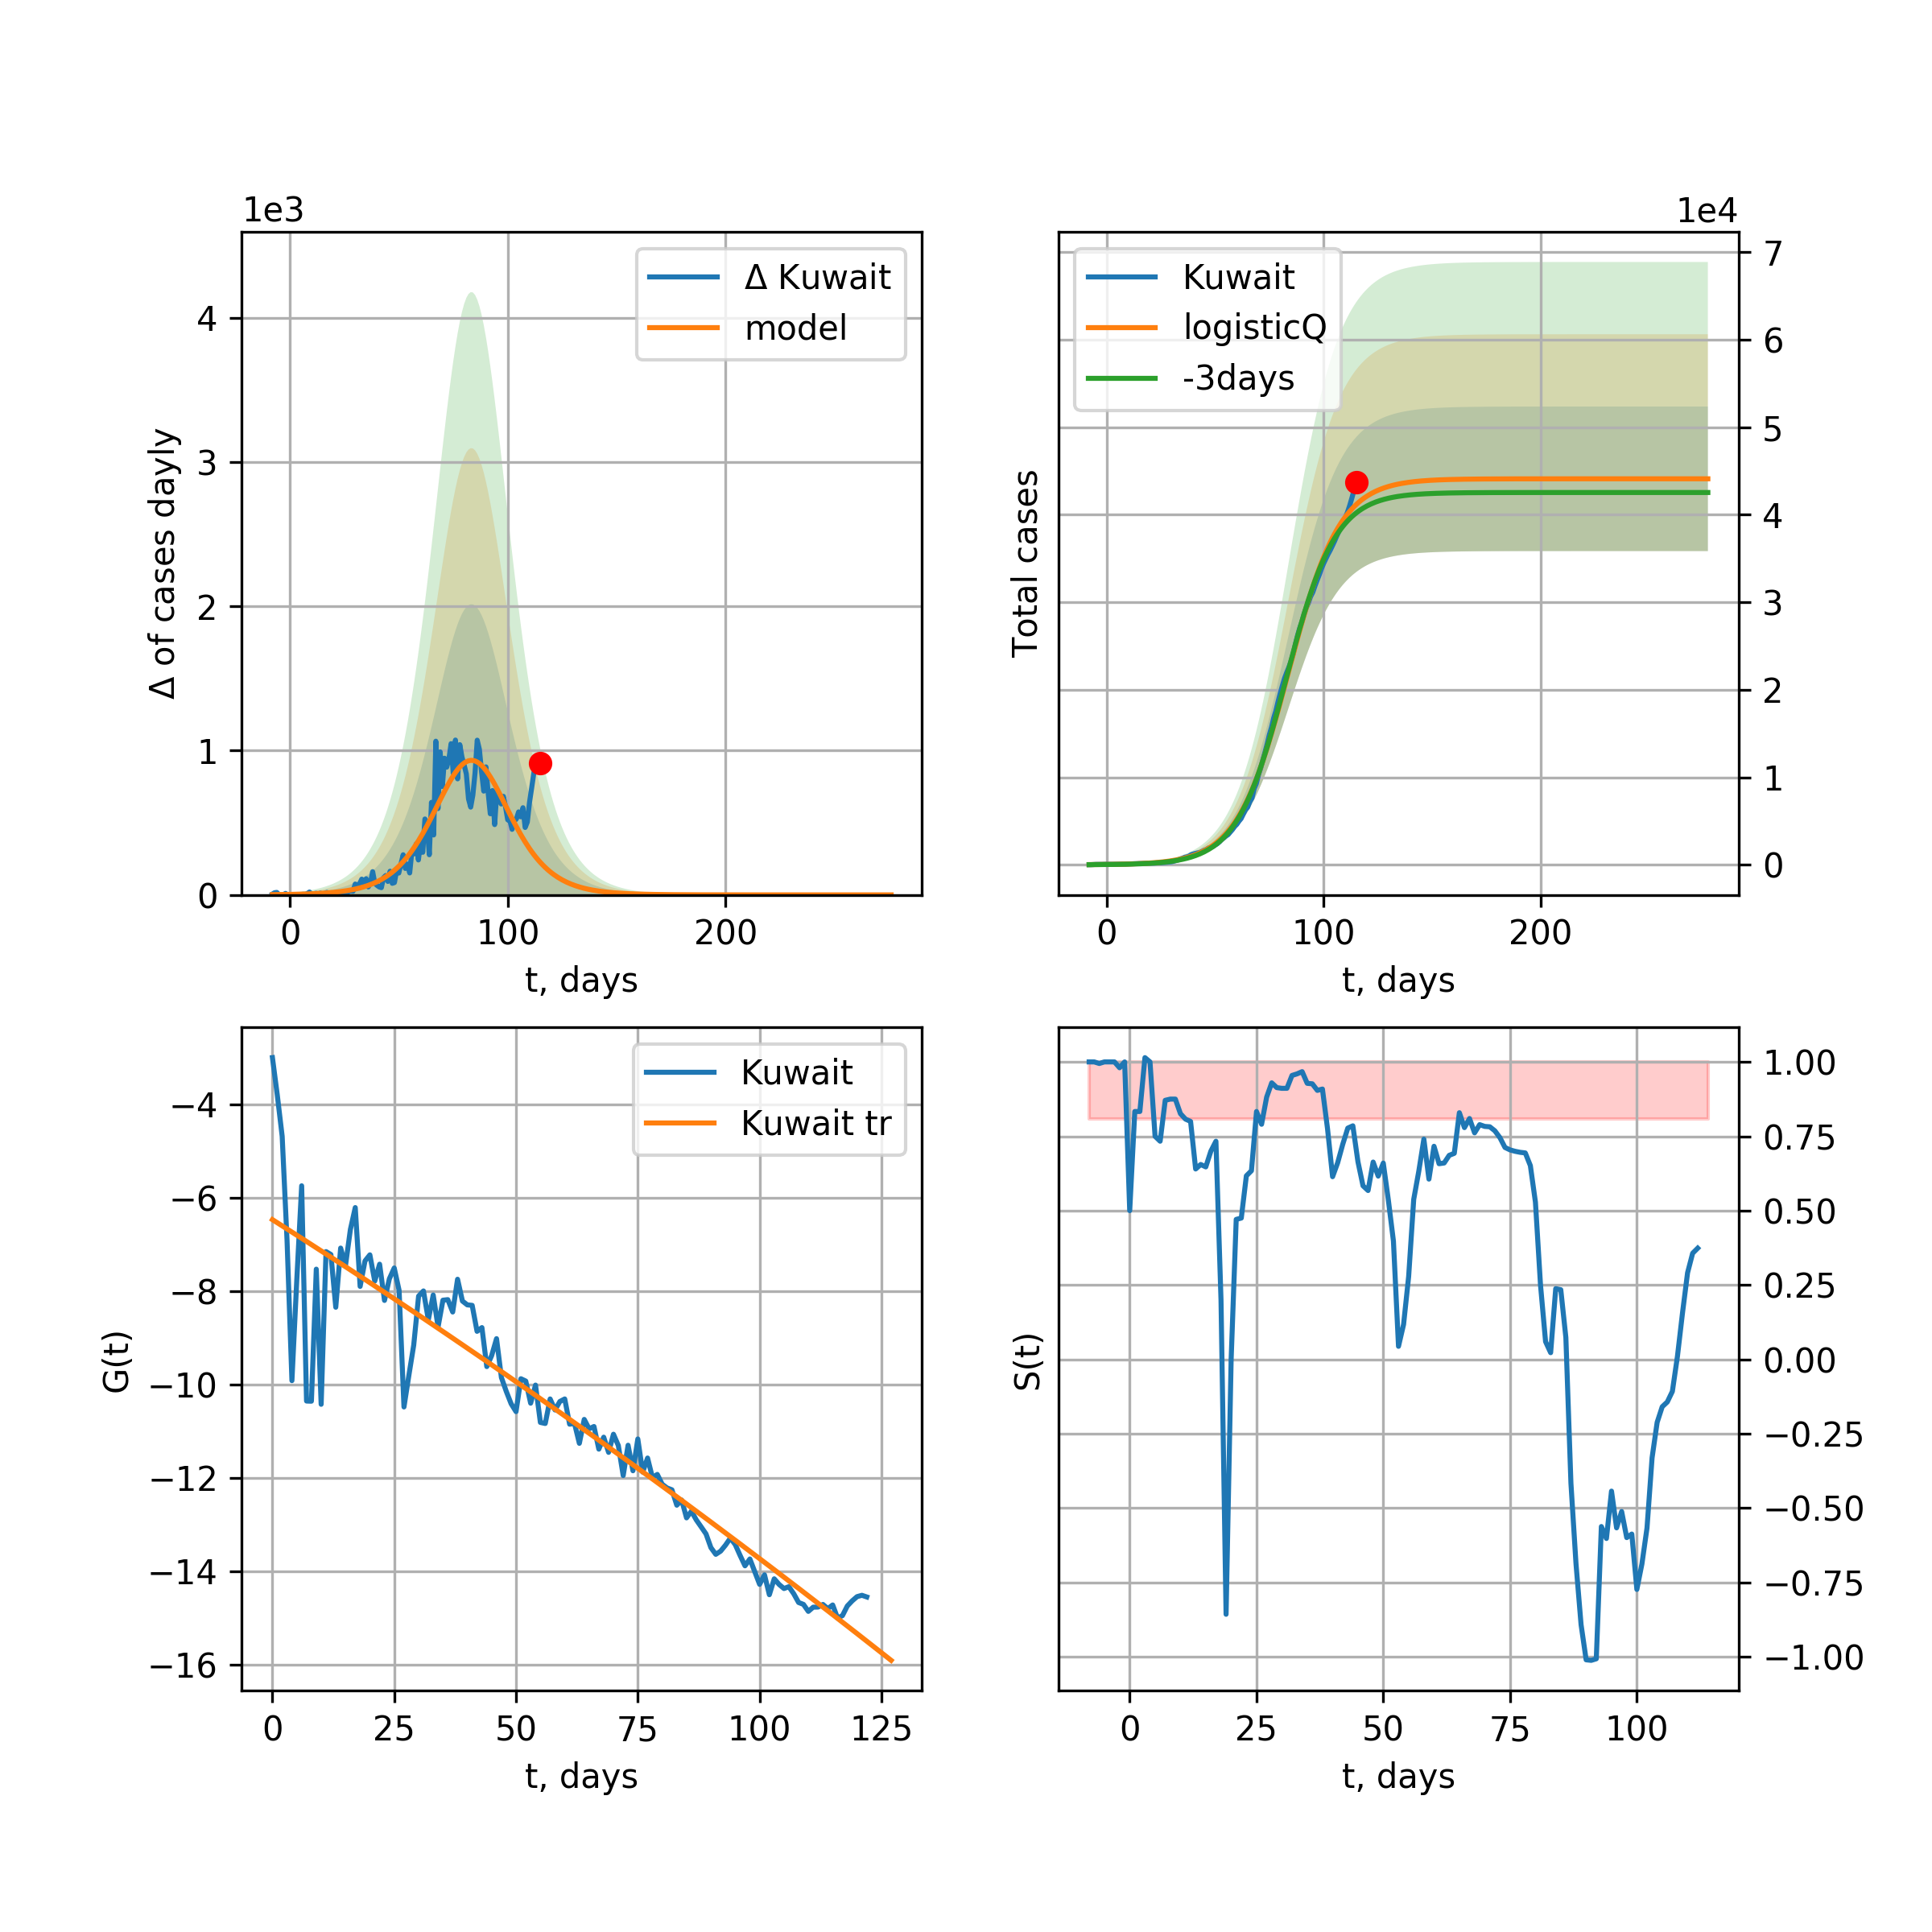 1e3
Δ of cases dayly
4
3
2
1
0
0 100 200
t, days
Δ Kuwait
model
1e4
Total cases
7
6
5
4
3
2
1
0
0 100 200
t, days
Kuwait
logisticQ
-3days
G(t)
−4
−6
−8
−10
−12
−14
−16
0 25 50 75 100 125
t, days
Kuwait
Kuwait tr
S(t)
1.00
0.75
0.50
0.25
0.00
−0.25
−0.50
−0.75
−1.00
0 25 50 75 100
t, days